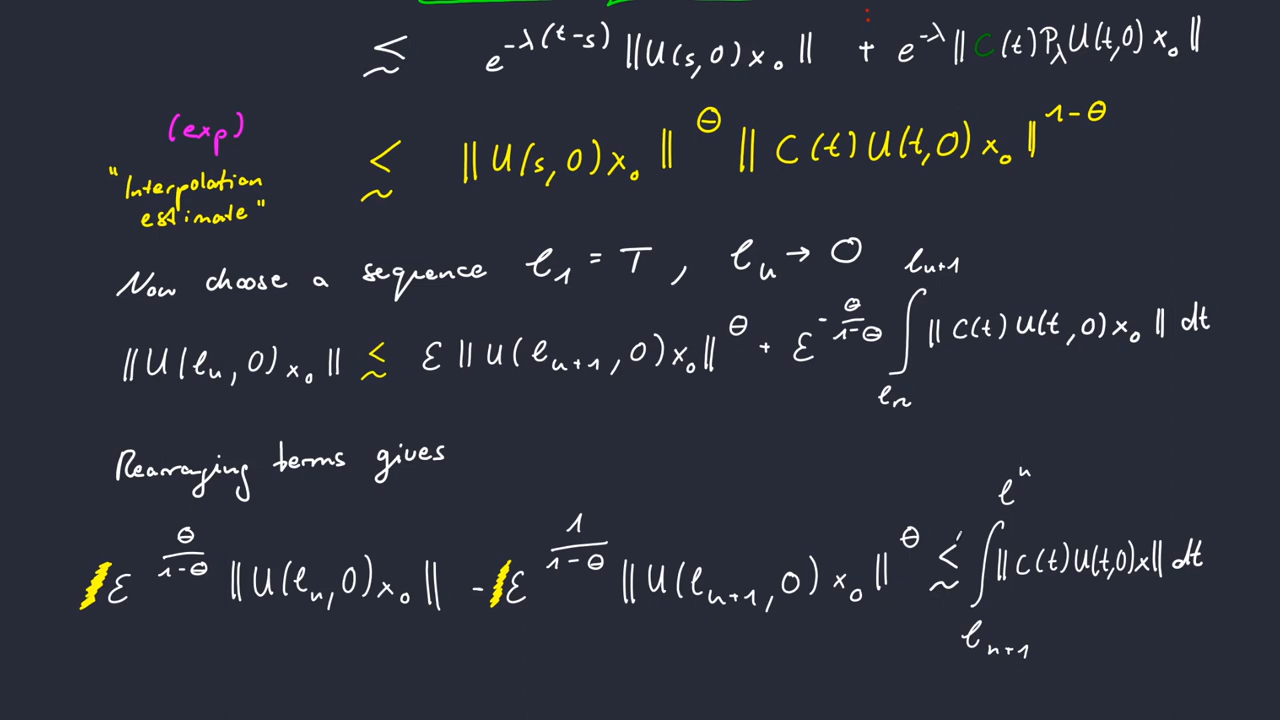 ≲ e^{-λ(t-s)} ||U(s,0)x₀|| + e^{-λ} ||C(t)P_λU(t,0)x₀||
(exp)
"Interpolation estimate"
≲ ||U(s,0)x₀||^Θ ||C(t)U(t,0)x₀||^{1-Θ}
Now choose a sequence ℓ₁ = T, ℓₙ → 0
||U(ℓₙ,0)x₀|| ≲ ε||U(ℓₙ₊₁,0)x₀||^Θ + ε^{-Θ/(1-Θ)} ∫_{ℓₙ}^{ℓₙ₊₁} ||C(t)U(t,0)x₀|| dt
Rearranging terms gives
ε^{Θ/(1-Θ)} ||U(ℓₙ,0)x₀|| - ε^{1/(1-Θ)} ||U(ℓₙ₊₁,0)x₀||^Θ ≲ ∫_{ℓₙ₊₁}^{ℓⁿ} ||C(t)U(t,0)x|| dt